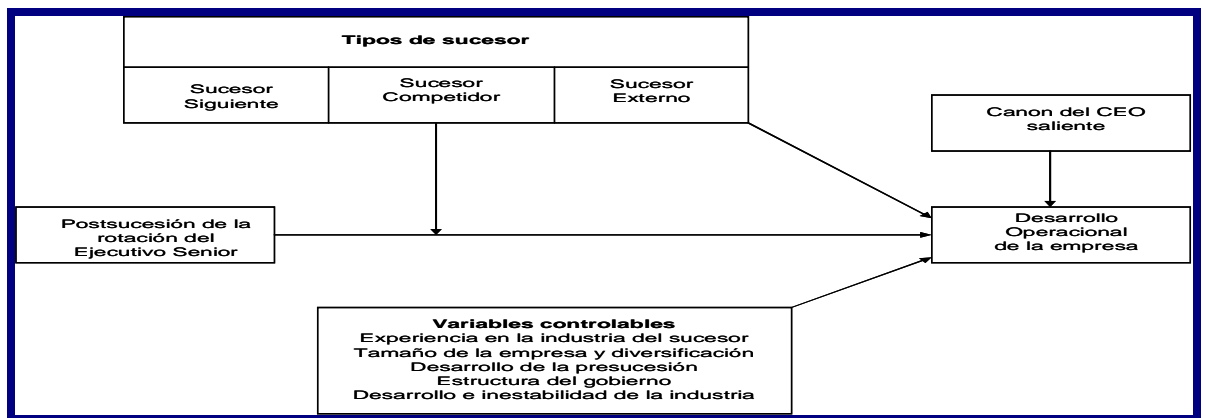 Tipos de sucesor
Sucesor
Siguiente
Sucesor
Competidor
Sucesor
Externo
Canon del CEO
saliente
Postsucesión de la
rotación del
Ejecutivo Senior
Desarrollo
Operacional
de la empresa
Variables controlables
Experiencia en la industria del sucesor
Tamaño de la empresa y diversificación
Desarrollo de la presucesión
Estructura del gobierno
Desarrollo e inestabilidad de la industria